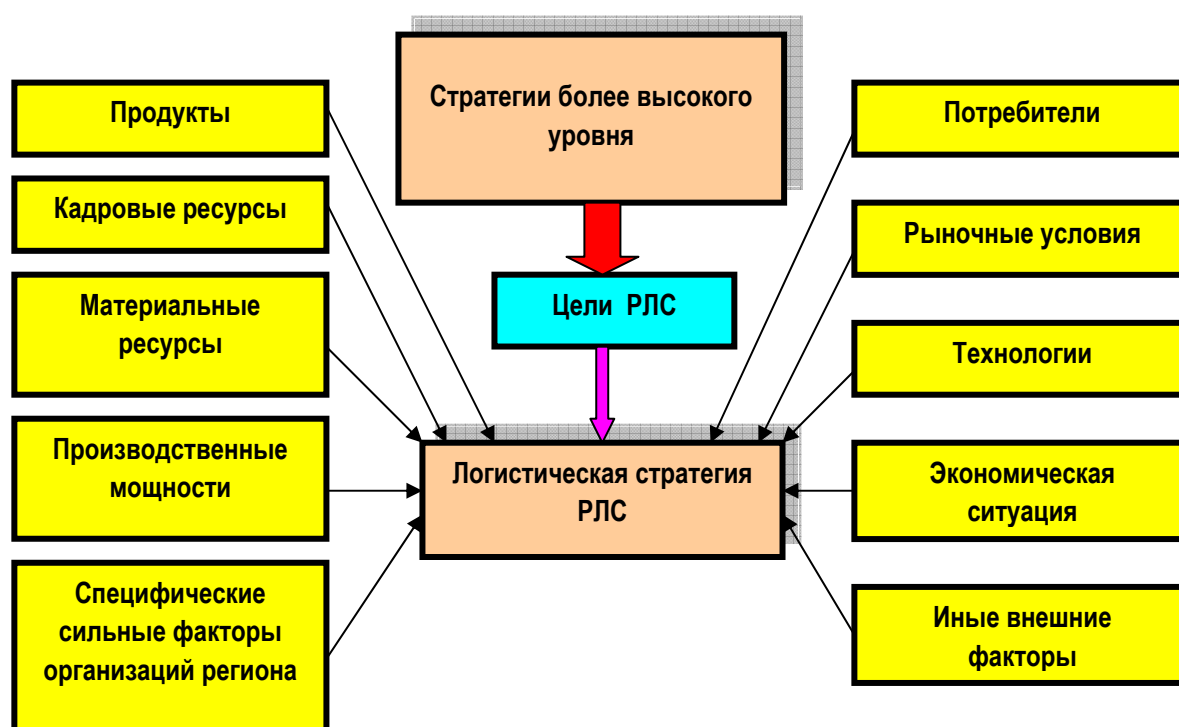 Стратегии более высокого
уровня
Продукты
Кадровые ресурсы
Материальные
ресурсы
Производственные
мощности
Специфические
сильные факторы
организаций региона
Цели РЛС
Логистическая стратегия
РЛС
Потребители
Рыночные условия
Технологии
Экономическая
ситуация
Иные внешние
факторы